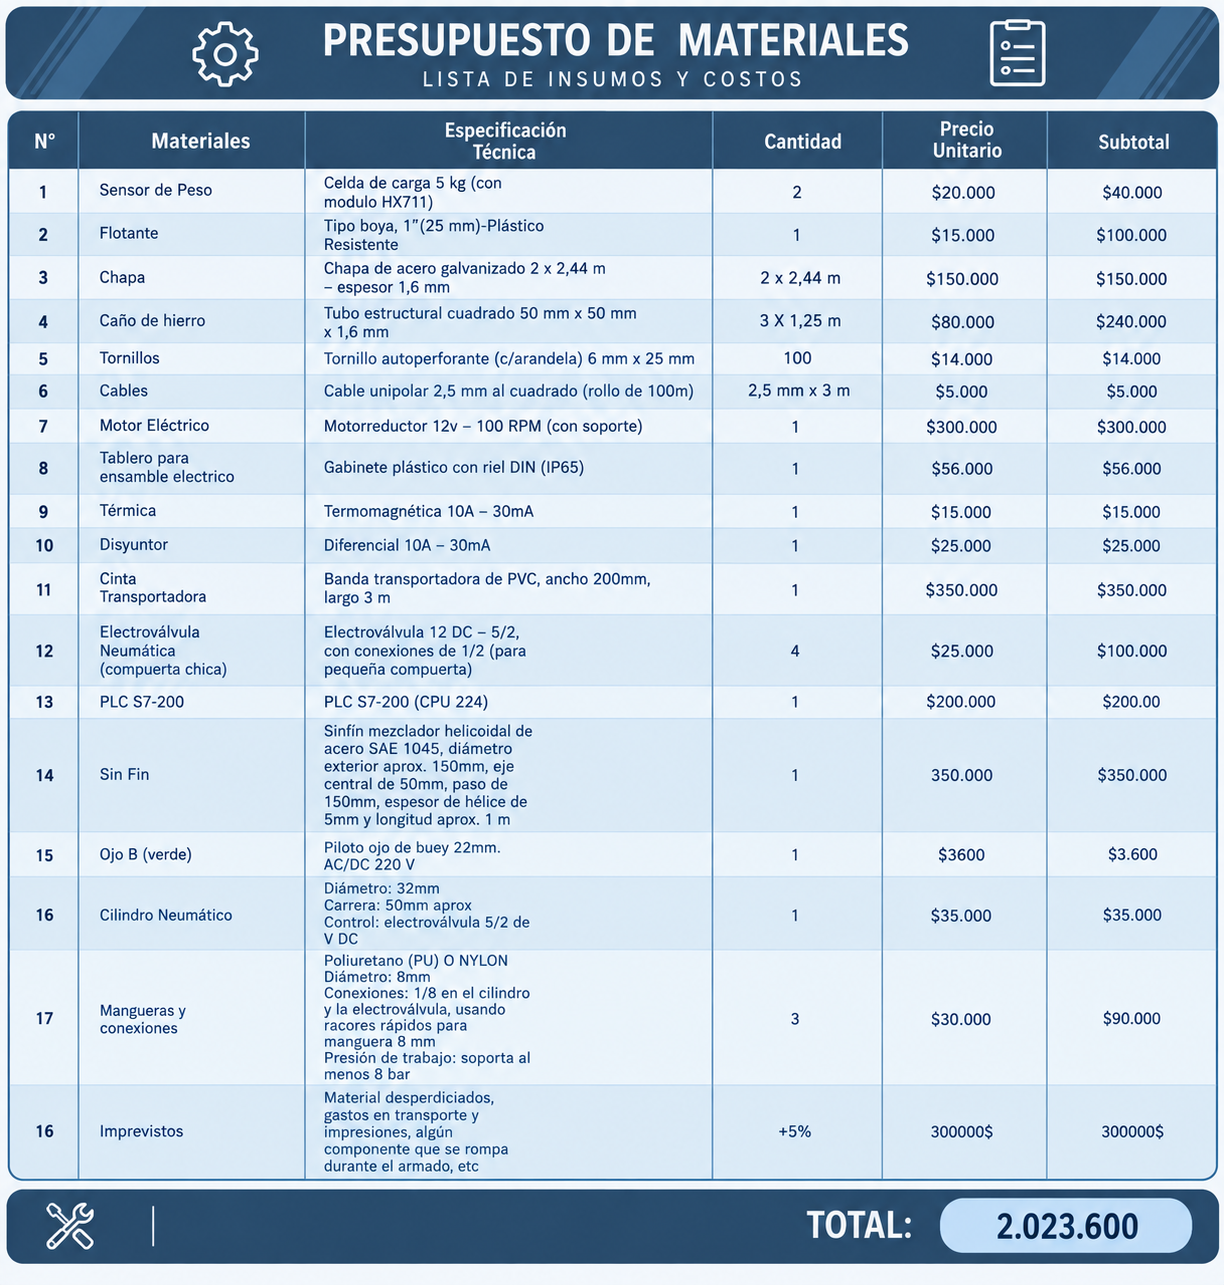 PRESUPUESTO DE MATERIALES
LISTA DE INSUMOS Y COSTOS
N° Materiales Especificación Técnica Cantidad Precio Unitario Subtotal
1 Sensor de Peso Celda de carga 5 kg (con
modulo HX711) 2 $20.000 $40.000
2 Flotante Tipo boya, 1”(25 mm)-Plástico
Resistente 1 $15.000 $100.000
3 Chapa Chapa de acero galvanizado 2 x 2,44 m
– espesor 1,6 mm 2 x 2,44 m $150.000 $150.000
4 Caño de hierro Tubo estructural cuadrado 50 mm x 50 mm
x 1,6 mm 3 X 1,25 m $80.000 $240.000
5 Tornillos Tornillo autoperforante (c/arandela) 6 mm x 25 mm 100 $14.000 $14.000
6 Cables Cable unipolar 2,5 mm al cuadrado (rollo de 100m) 2,5 mm x 3 m $5.000 $5.000
7 Motor Eléctrico Motorreductor 12v – 100 RPM (con soporte) 1 $300.000 $300.000
8 Tablero para
ensamble electrico Gabinete plástico con riel DIN (IP65) 1 $56.000 $56.000
9 Térmica Termomagnética 10A – 30mA 1 $15.000 $15.000
10 Disyuntor Diferencial 10A – 30mA 1 $25.000 $25.000
11 Cinta
Transportadora Banda transportadora de PVC, ancho 200mm,
largo 3 m 1 $350.000 $350.000
12 Electroválvula
Neumática
(compuerta chica) Electroválvula 12 DC – 5/2,
con conexiones de 1/2 (para
pequeña compuerta) 4 $25.000 $100.000
13 PLC S7-200 PLC S7-200 (CPU 224) 1 $200.000 $200.00
14 Sin Fin Sinfín mezclador helicoidal de
acero SAE 1045, diámetro
exterior aprox. 150mm, eje
central de 50mm, paso de
150mm, espesor de hélice de
5mm y longitud aprox. 1 m 1 350.000 $350.000
15 Ojo B (verde) Piloto ojo de buey 22mm.
AC/DC 220 V 1 $3600 $3.600
16 Cilindro Neumático Diámetro: 32mm
Carrera: 50mm aprox
Control: electroválvula 5/2 de
V DC 1 $35.000 $35.000
17 Mangueras y
conexiones Poliuretano (PU) O NYLON
Diámetro: 8mm
Conexiones: 1/8 en el cilindro
y la electroválvula, usando
racores rápidos para
manguera 8 mm
Presión de trabajo: soporta al
menos 8 bar 3 $30.000 $90.000
16 Imprevistos Material desperdiciados,
gastos en transporte y
impresiones, algún
componente que se rompa
durante el armado, etc +5% 300000$ 300000$
TOTAL: 2.023.600